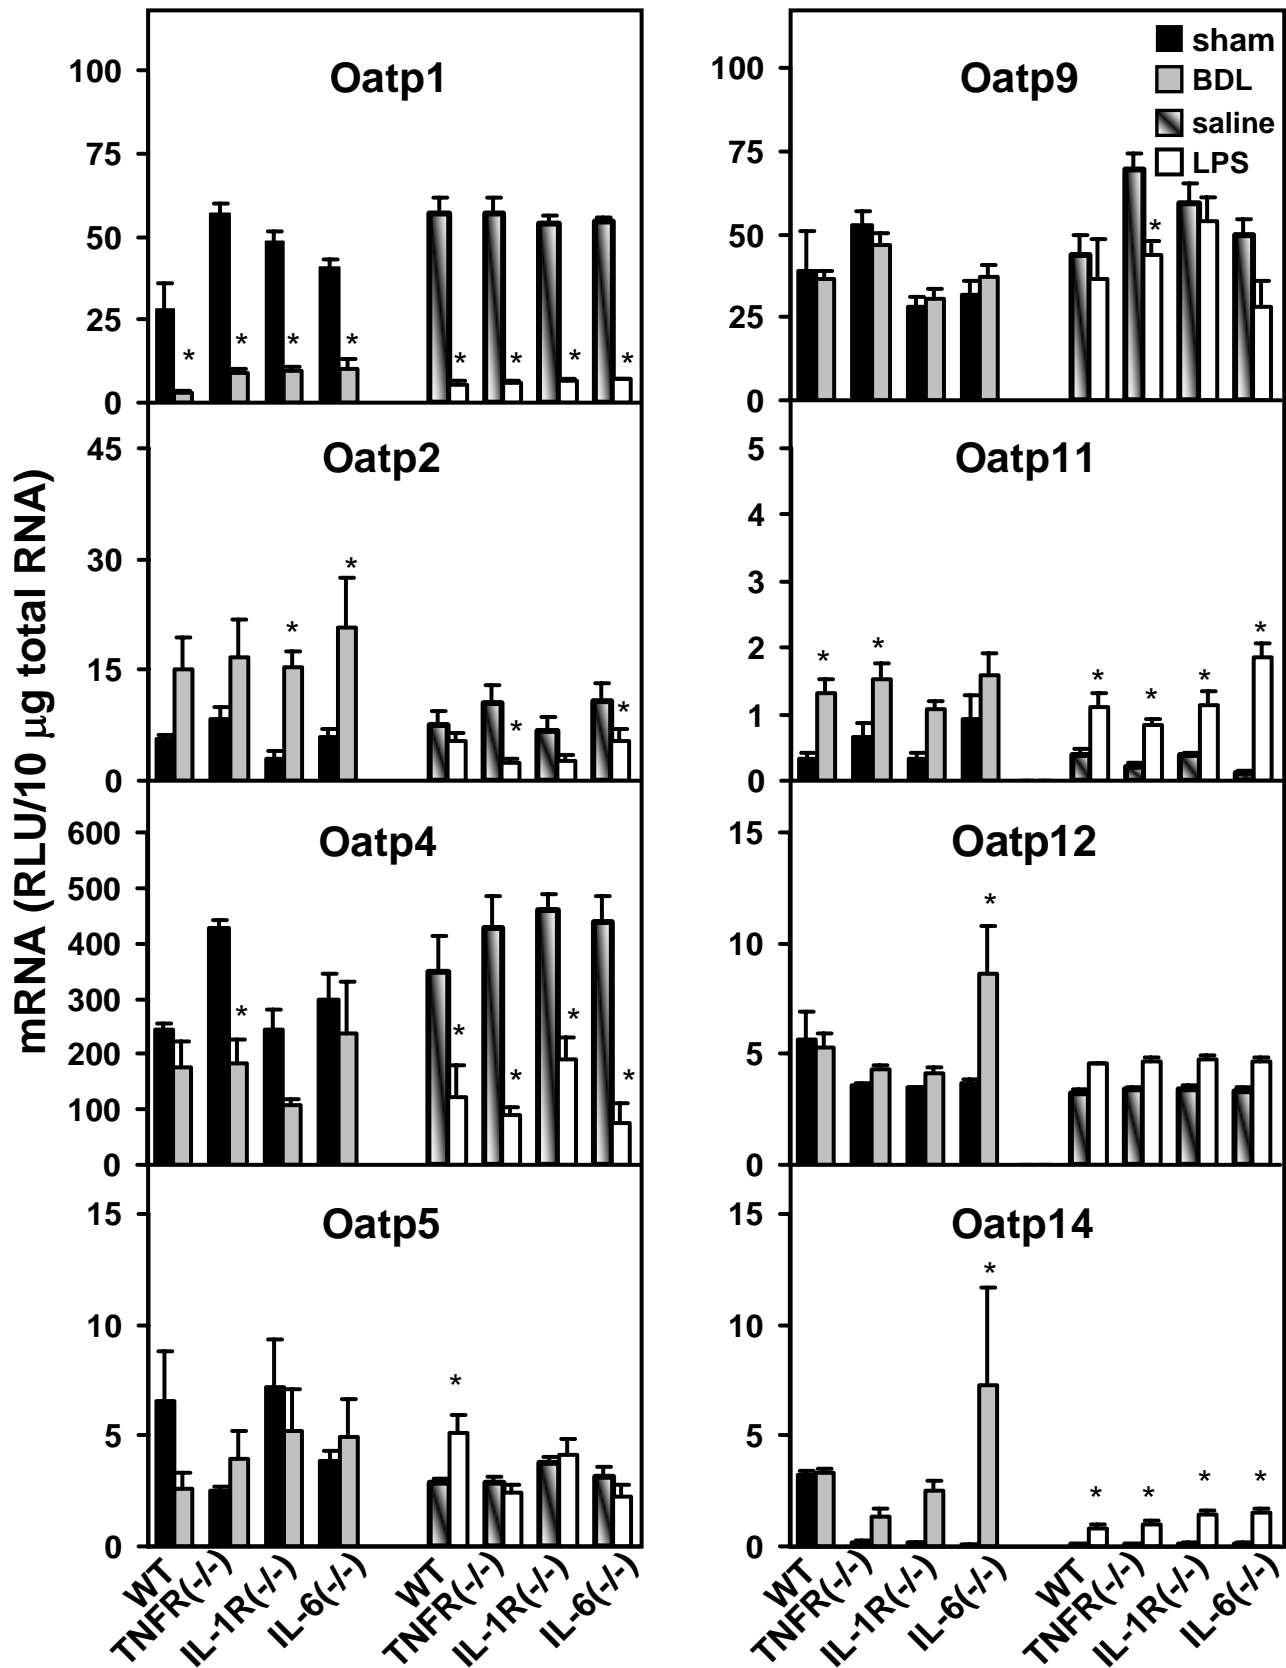 mRNA (RLU/10 µg total RNA)
Oatp1
100
75
50
25
0
* * * * * * * *
Oatp9
sham
BDL
saline
LPS
100
75
50
25
0
*
Oatp2
45
30
15
0
* * * *
Oatp11
5
4
3
2
1
0
* * * * * *
Oatp4
600
500
400
300
200
100
0
* * * * *
Oatp12
15
10
5
0
*
Oatp5
15
10
5
0
*
Oatp14
15
10
5
0
* * * * *
WT
TNFR(-/-)
IL-1R(-/-)
IL-6(-/-)
WT
TNFR(-/-)
IL-1R(-/-)
IL-6(-/-)
WT
TNFR(-/-)
IL-1R(-/-)
IL-6(-/-)
WT
TNFR(-/-)
IL-1R(-/-)
IL-6(-/-)